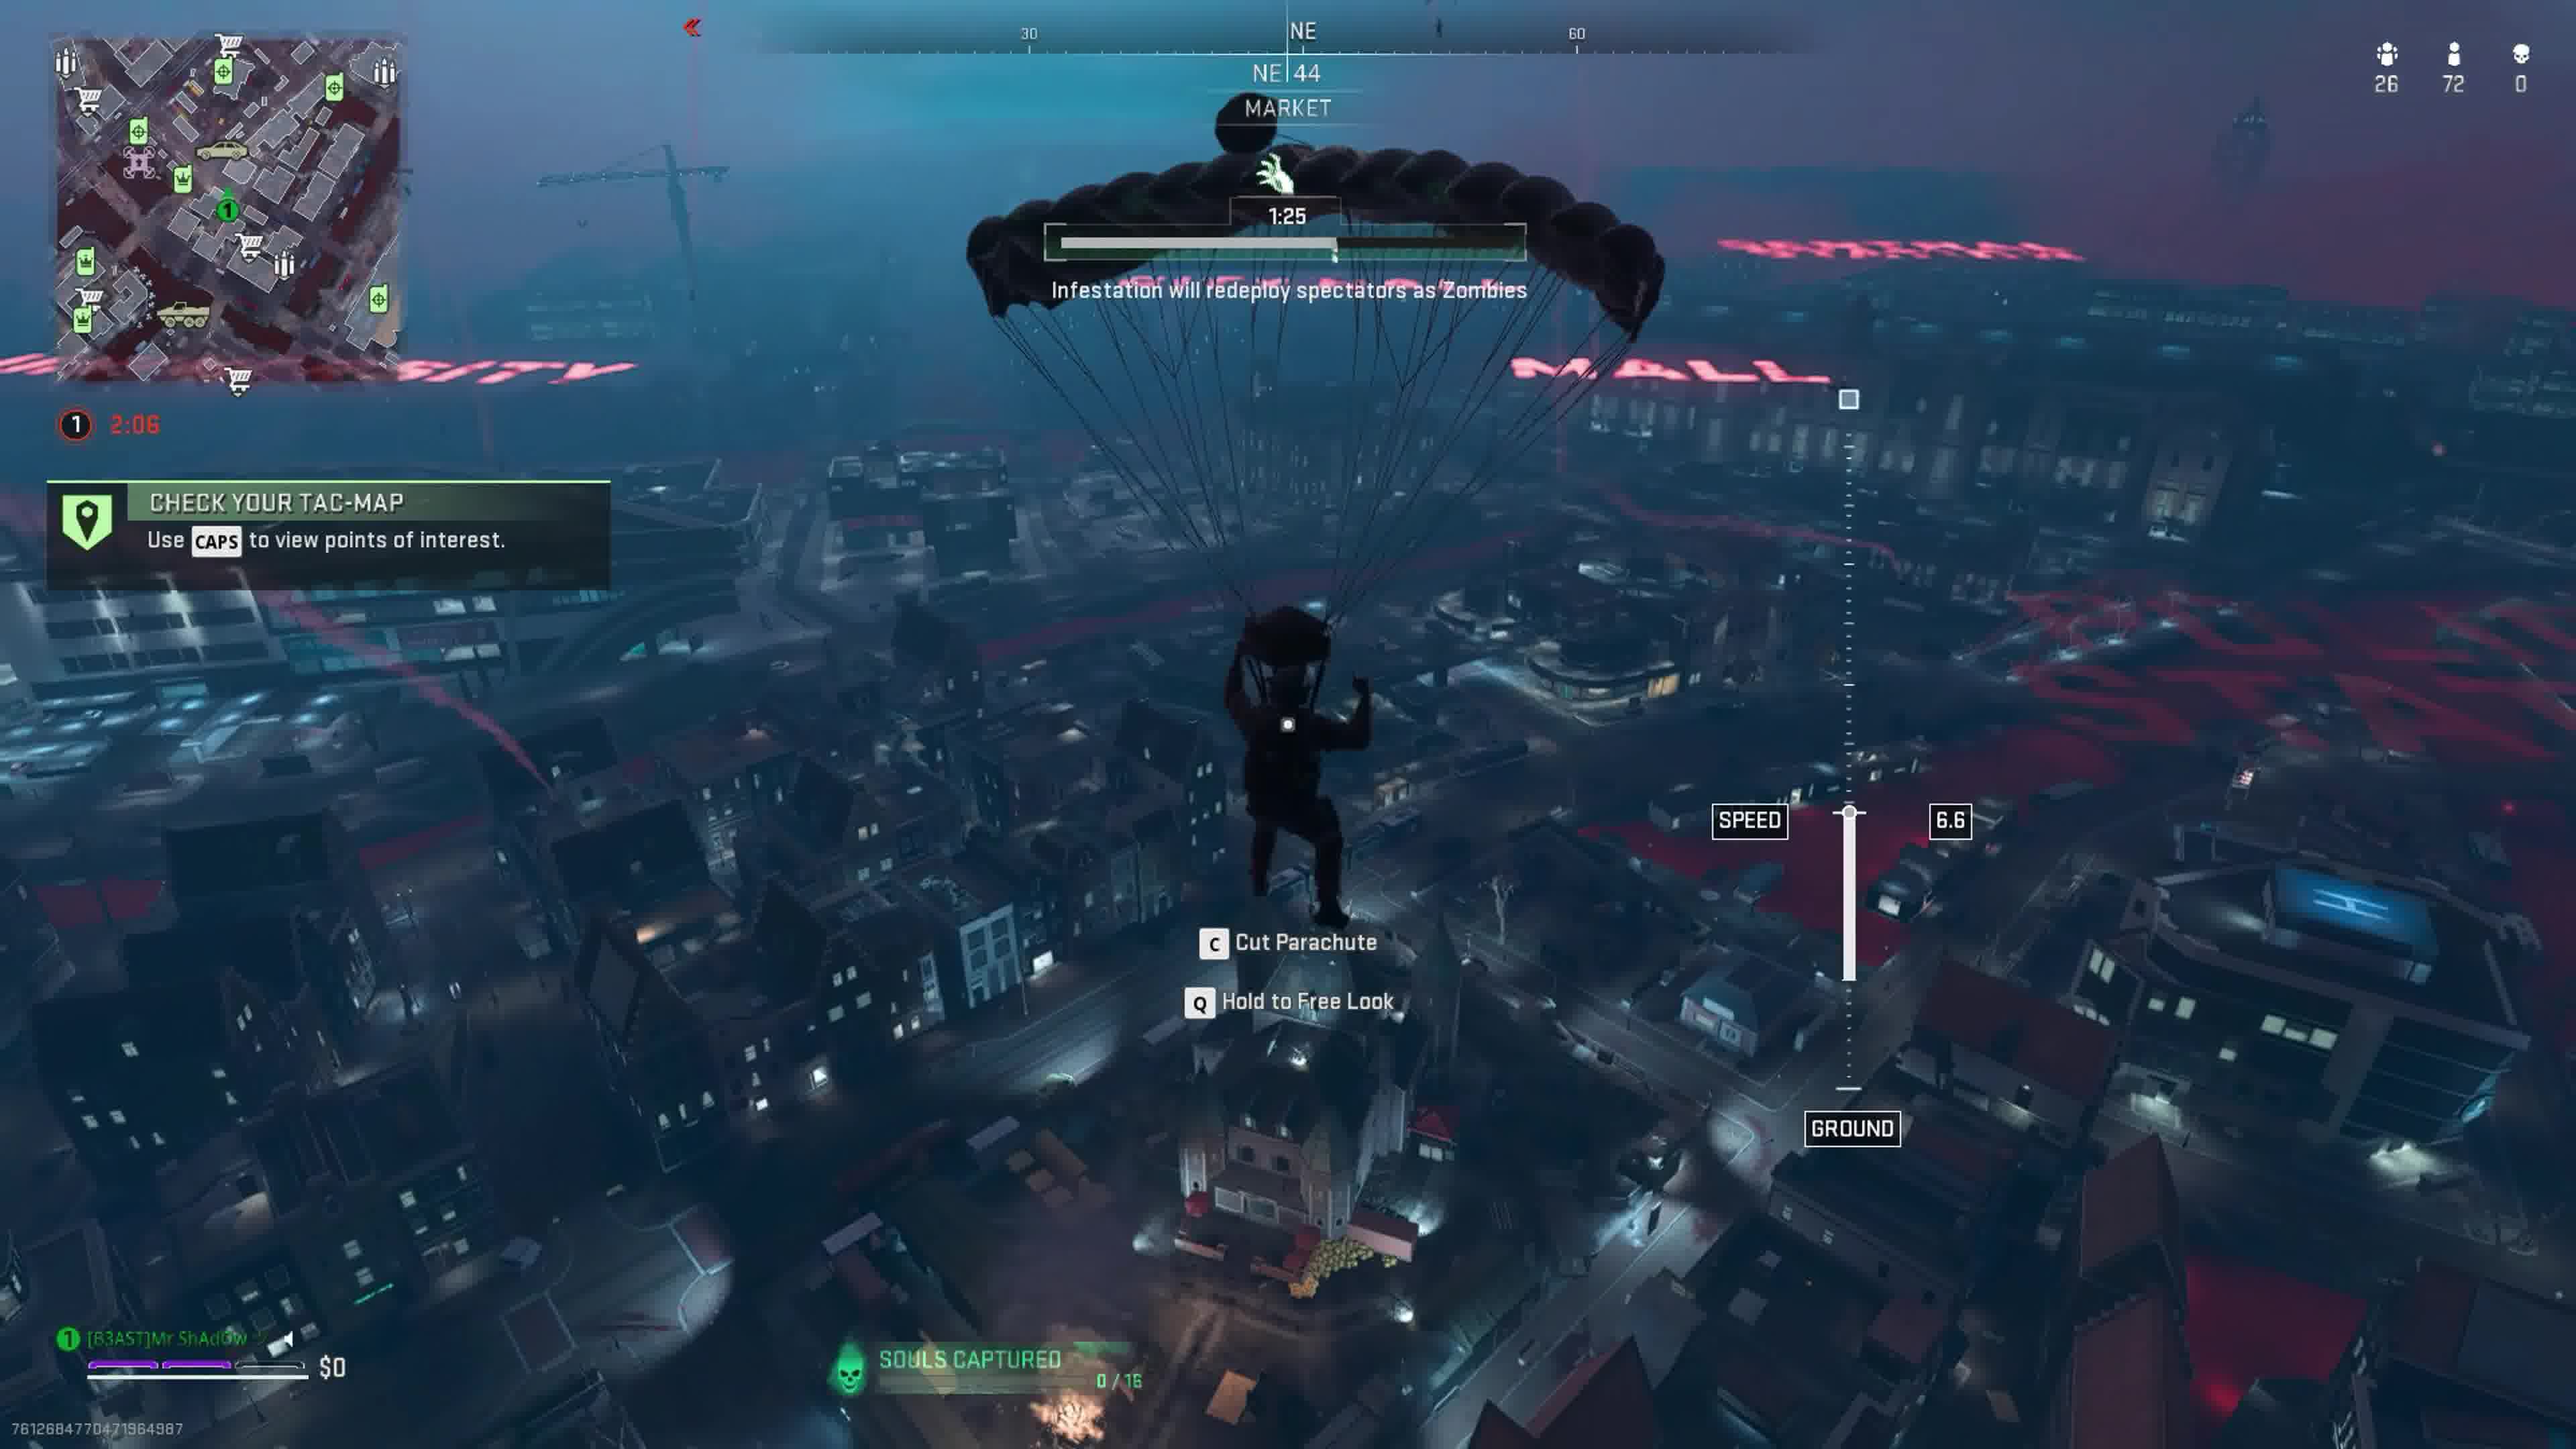 30
NE
60
NE 44
MARKET
26 72 0
1:25
Infestation will redeploy spectators as Zombies
MALL
1 2:06
CHECK YOUR TAC-MAP
Use CAPS to view points of interest.
1
SPEED
6.6
C Cut Parachute
Q Hold to Free Look
GROUND
1 [B3AST]Mr ShAdOw
$0
SOULS CAPTURED
0 / 15
7612684770471964987